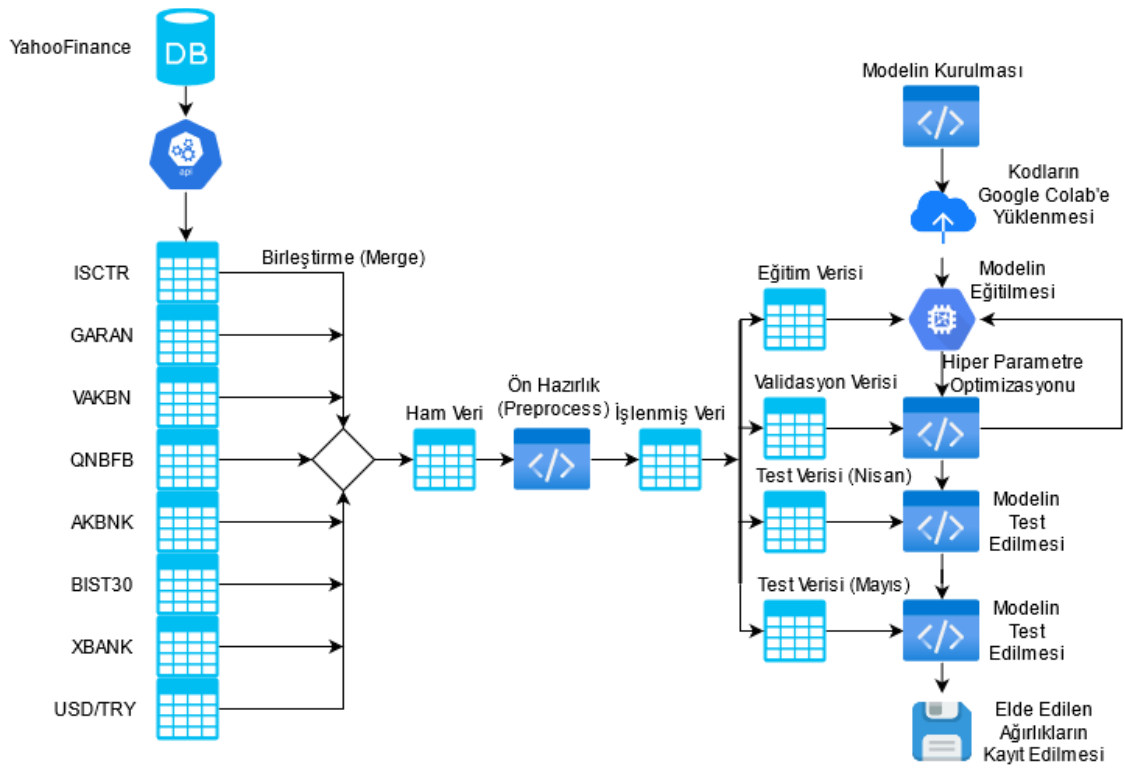 YahooFinance
DB
api
ISCTR
GARAN
VAKBN
QNBFB
AKBNK
BIST30
XBANK
USD/TRY
Birleştirme (Merge)
Ham Veri
Ön Hazırlık
(Preprocess)
</>
İşlenmiş Veri
Eğitim Verisi
Validasyon Verisi
Test Verisi (Nisan)
Test Verisi (Mayıs)
Modelin Kurulması
</>
Kodların
Google Colab'e
Yüklenmesi
Modelin
Eğitilmesi
Hiper Parametre
Optimizasyonu
</>
Modelin
Test
Edilmesi
</>
Modelin
Test
Edilmesi
</>
Elde Edilen
Ağırlıkların
Kayıt Edilmesi